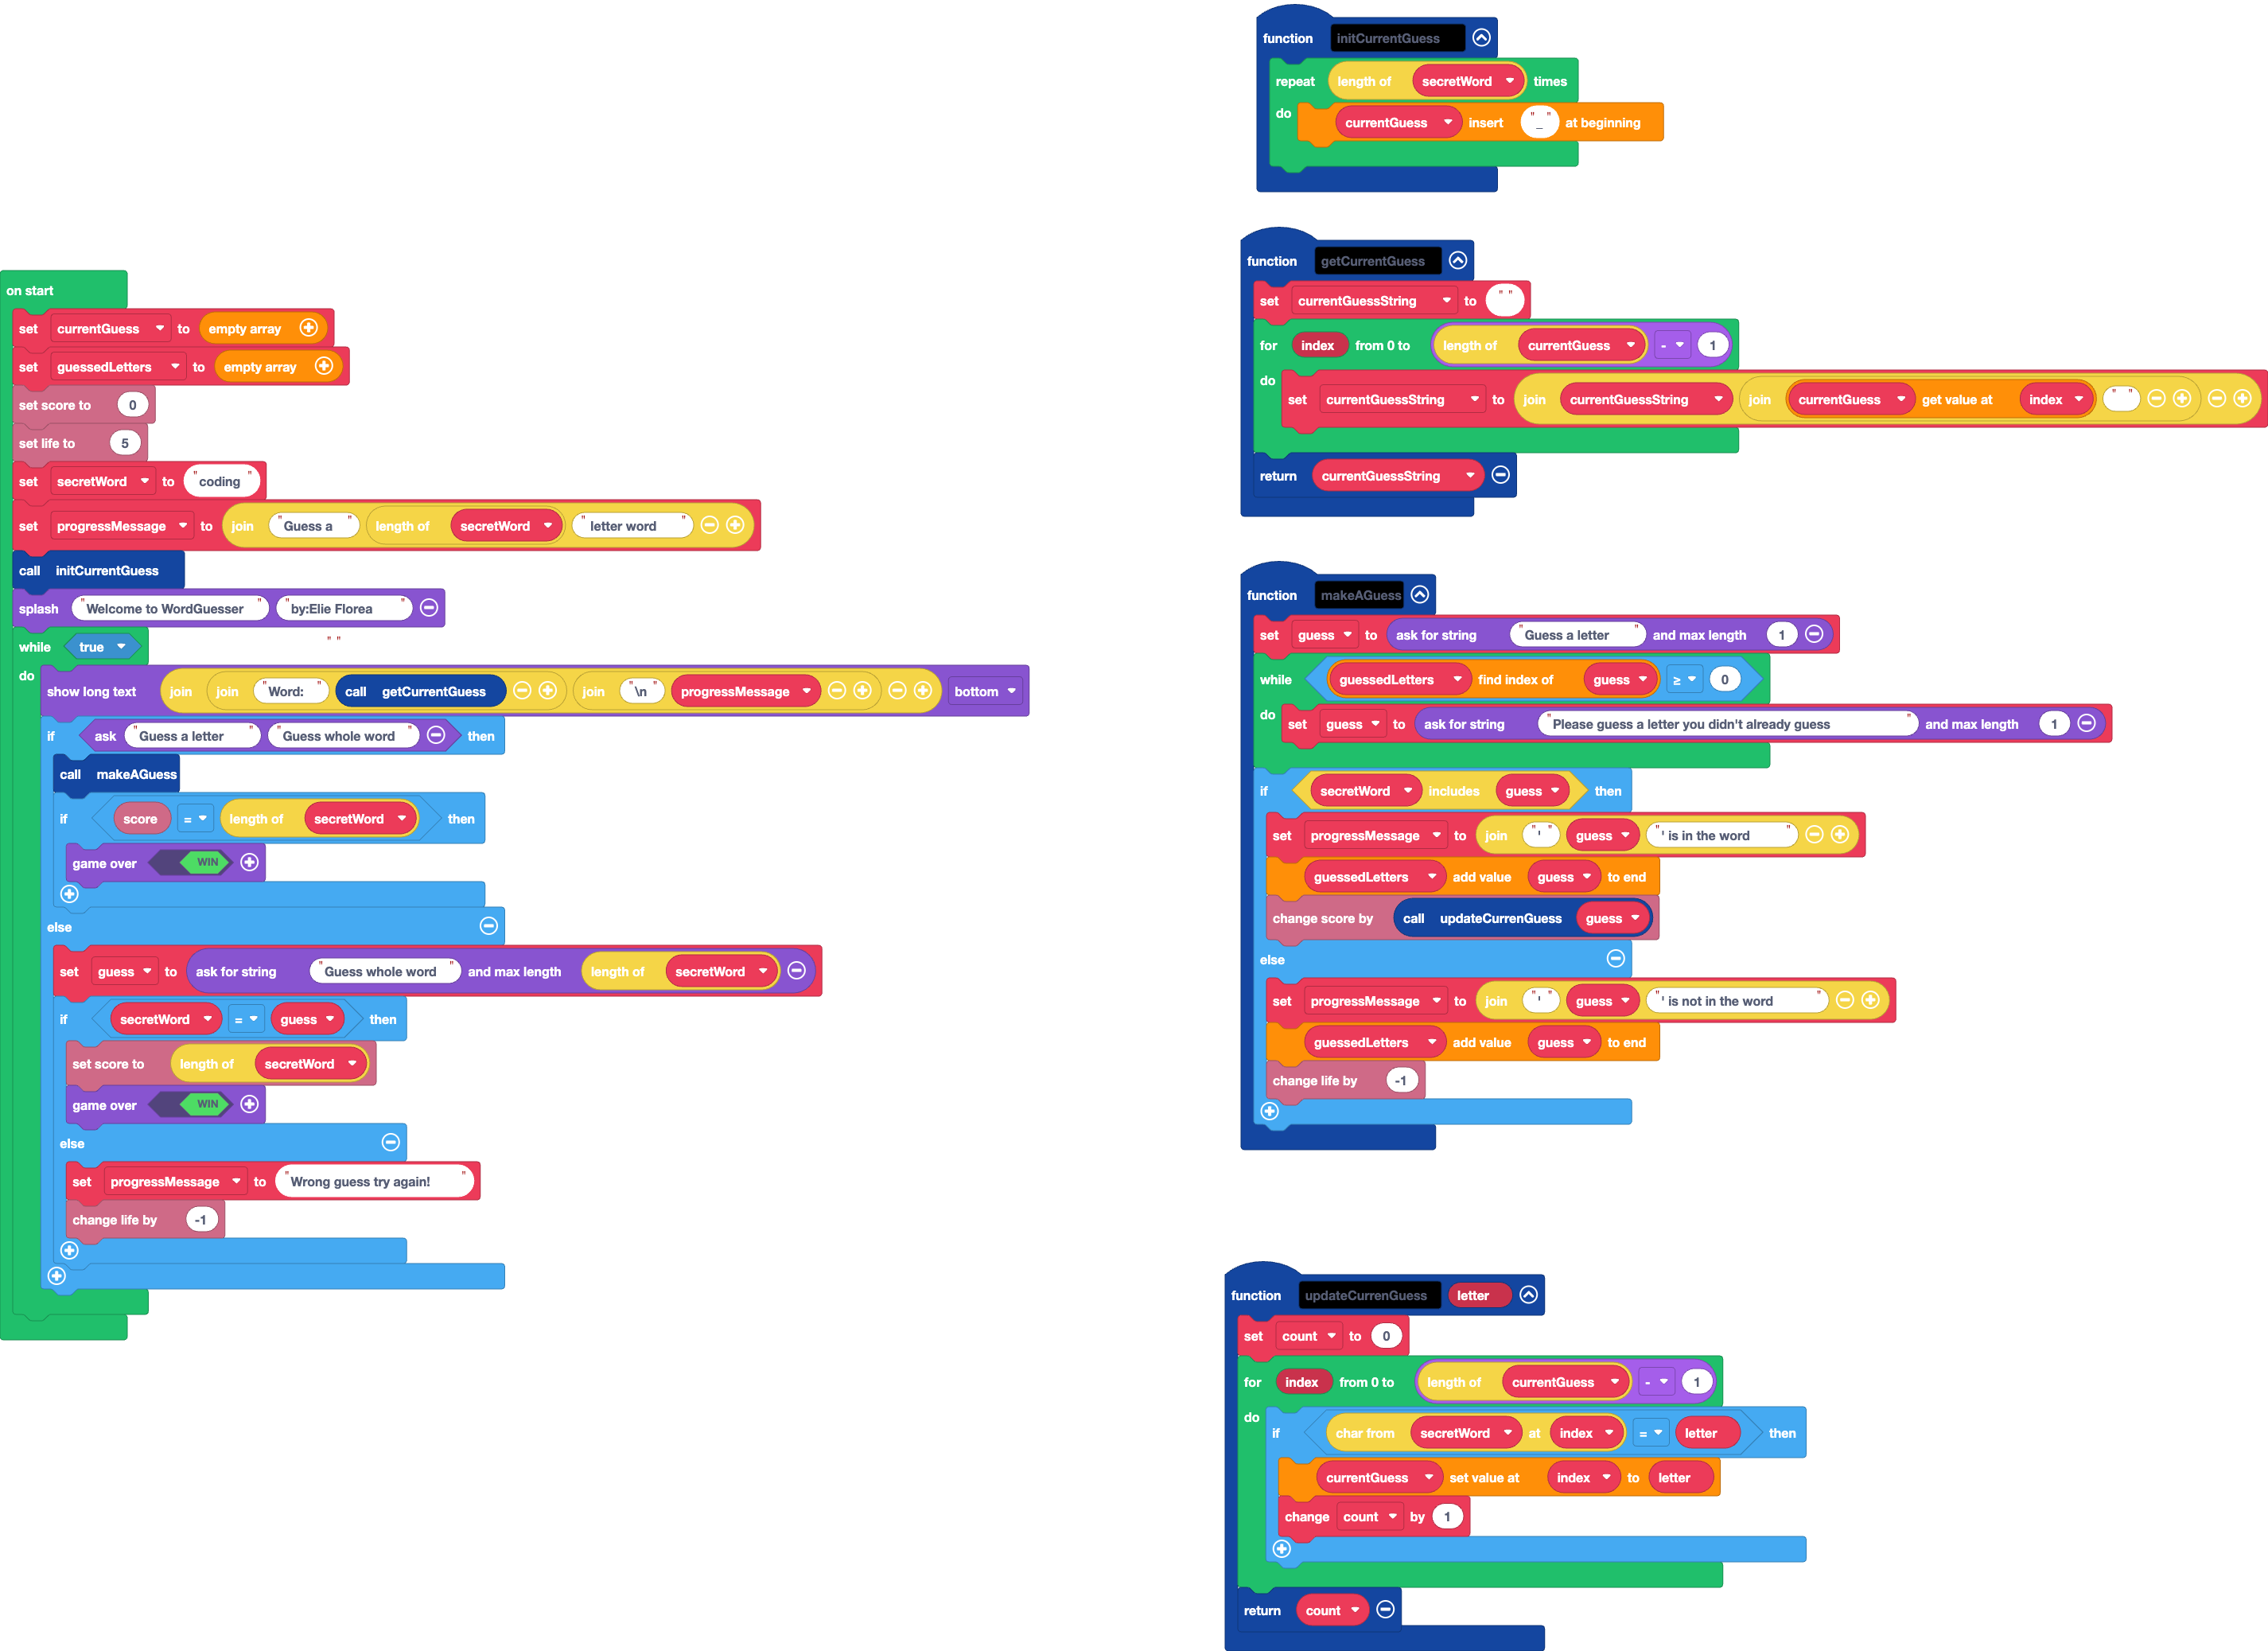 on start
set currentGuess to empty array
set guessedLetters to empty array
set score to 0
set life to 5
set secretWord to "coding"
set progressMessage to join "Guess a " length of secretWord " letter word"
call initCurrentGuess
splash "Welcome to WordGuesser" "by:Elie Florea"
while true
" "
do
show long text join join "Word:" call getCurrentGuess join "\n" progressMessage bottom
if ask "Guess a letter" "Guess whole word" then
call makeAGuess
if score = length of secretWord then
game over WIN
else
set guess to ask for string "Guess whole word" and max length length of secretWord
if secretWord = guess then
set score to length of secretWord
game over WIN
else
set progressMessage to "Wrong guess try again!"
change life by -1
function initCurrentGuess
repeat length of secretWord times
do currentGuess insert "_" at beginning
function getCurrentGuess
set currentGuessString to " "
for index from 0 to length of currentGuess - 1
do set currentGuessString to join currentGuessString join currentGuess get value at index " "
return currentGuessString
function makeAGuess
set guess to ask for string "Guess a letter" and max length 1
while guessedLetters find index of guess ≥ 0
do set guess to ask for string "Please guess a letter you didn't already guess" and max length 1
if secretWord includes guess then
set progressMessage to join "'" guess "' is in the word"
guessedLetters add value guess to end
change score by call updateCurrenGuess guess
else
set progressMessage to join "'" guess "' is not in the word"
guessedLetters add value guess to end
change life by -1
function updateCurrenGuess letter
set count to 0
for index from 0 to length of currentGuess - 1
do if char from secretWord at index = letter then
currentGuess set value at index to letter
change count by 1
return count